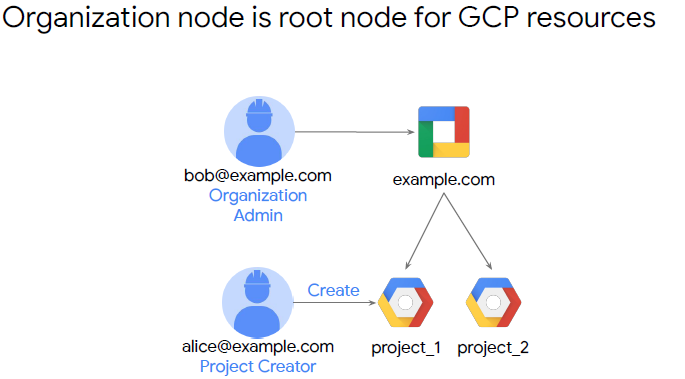 Organization node is root node for GCP resources
bob@example.com
Organization
Admin
example.com
Create
alice@example.com
Project Creator
project_1
project_2